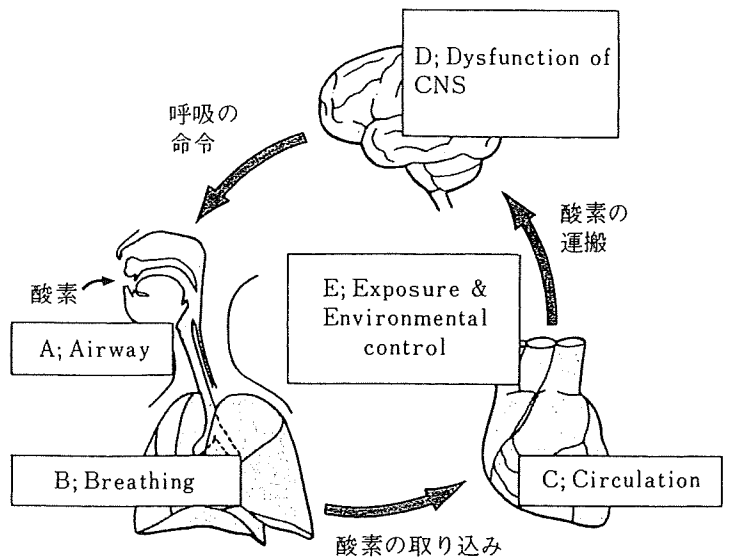 D; Dysfunction of
CNS
呼吸の
命令
酸素の
運搬
酸素
E; Exposure &
Environmental
control
A; Airway
B; Breathing
C; Circulation
酸素の取り込み